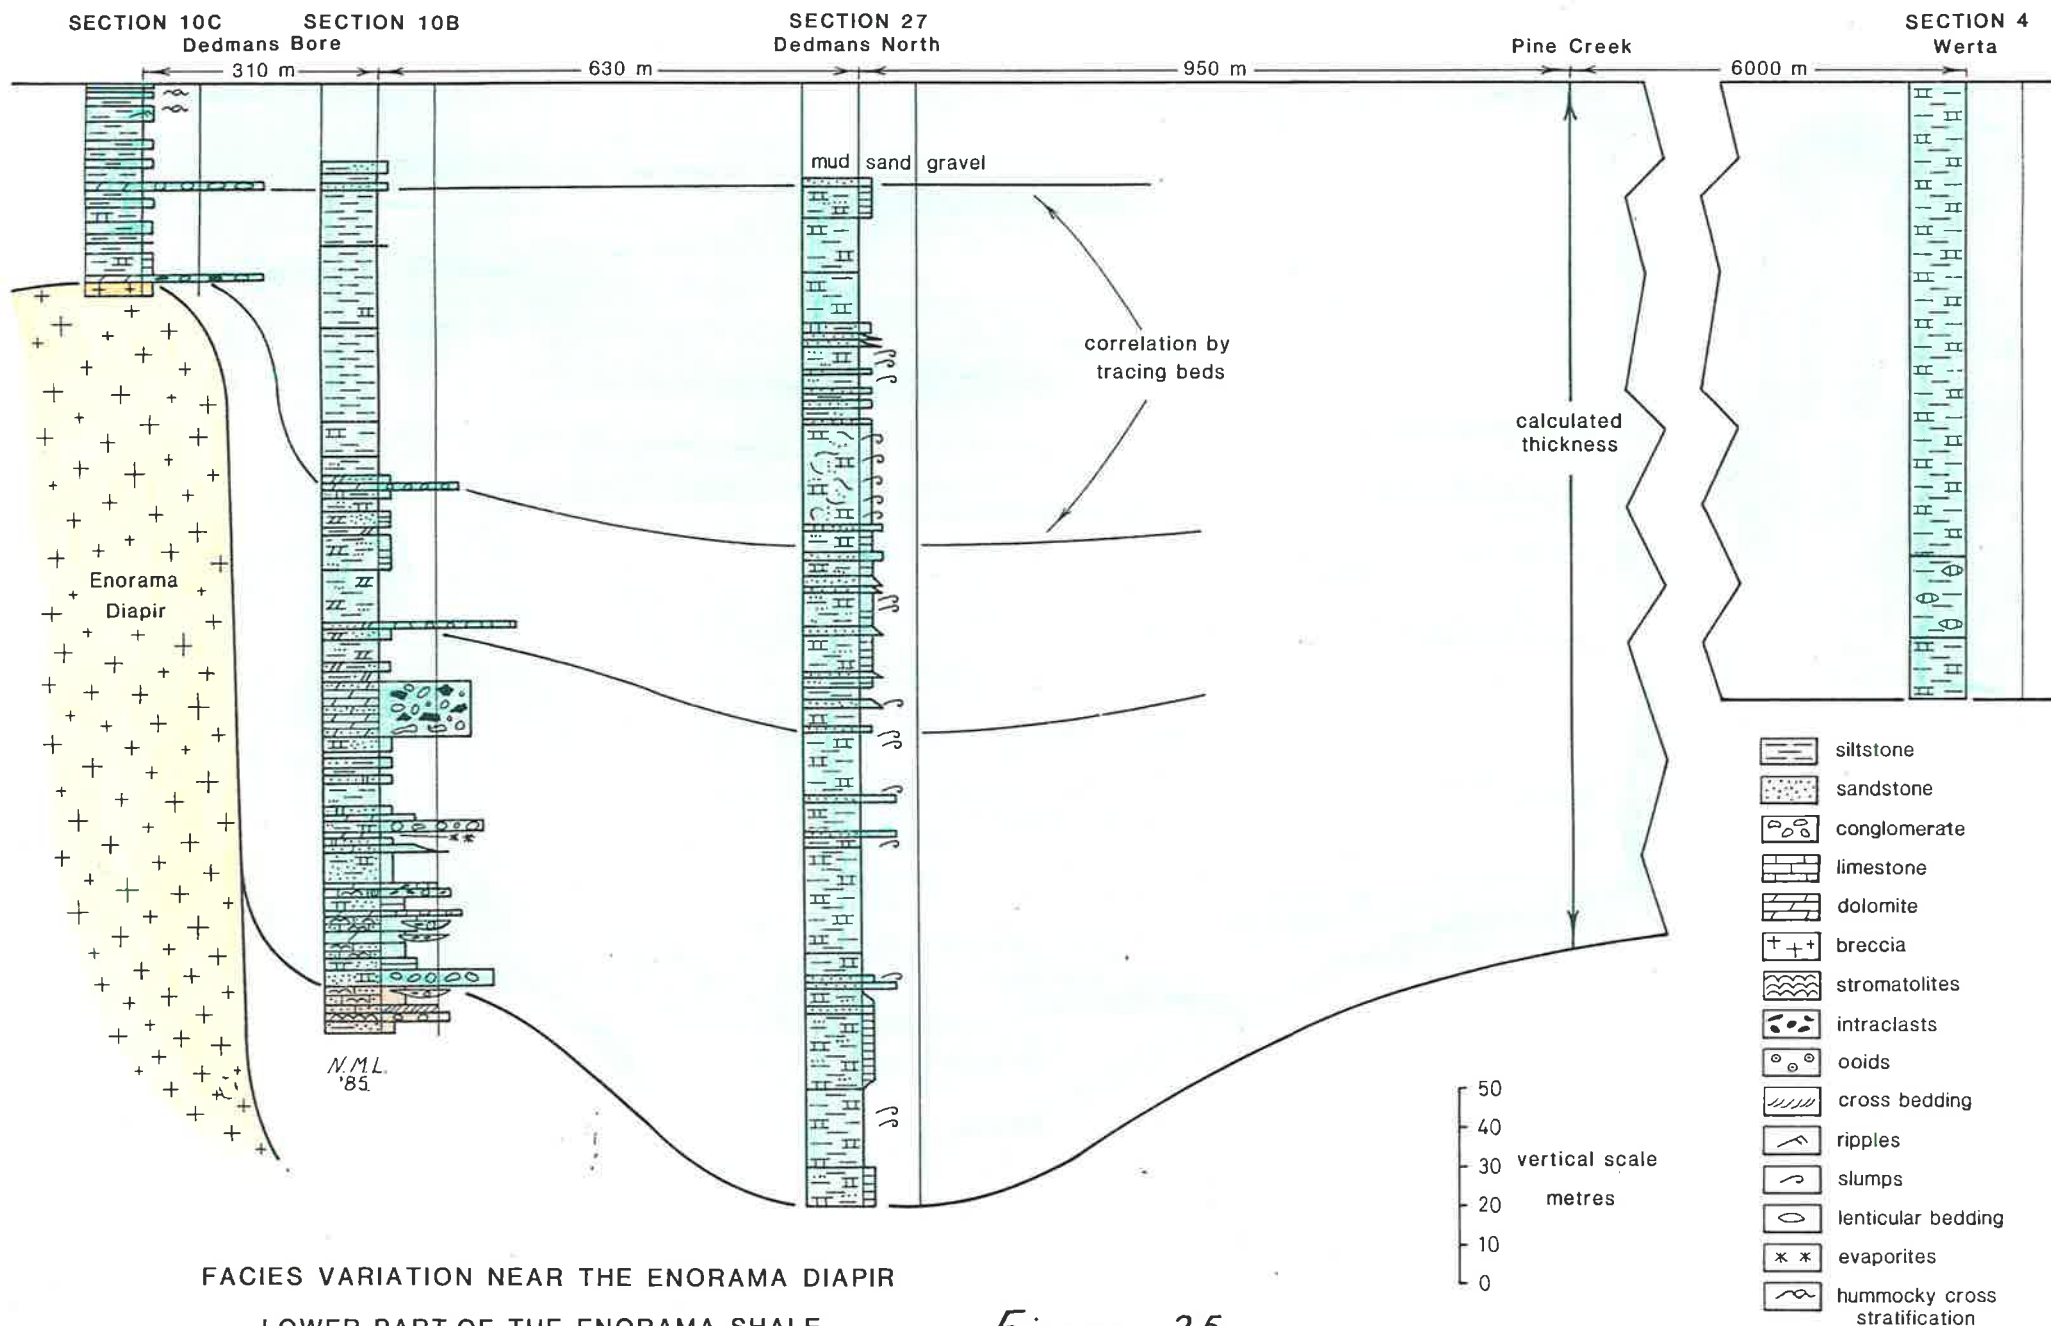 SECTION 10C
SECTION 10B
Dedmans Bore
SECTION 27
Dedmans North
Pine Creek
SECTION 4
Werta
310 m
630 m
950 m
6000 m
mud sand gravel
correlation by
tracing beds
calculated
thickness
Enorama
Diapir
N.M.L.
'85.
siltstone
sandstone
conglomerate
limestone
dolomite
breccia
stromatolites
intraclasts
ooids
cross bedding
ripples
slumps
lenticular bedding
evaporites
hummocky cross
stratification
50
40
30
20
10
0
vertical scale
metres
FACIES VARIATION NEAR THE ENORAMA DIAPIR
LOWER PART OF THE ENORAMA SHALE